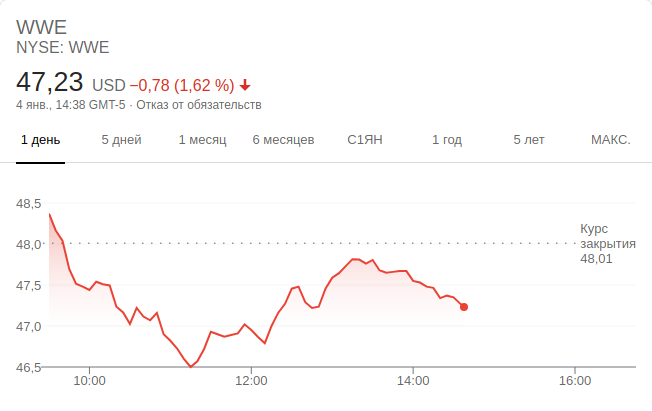 WWE
NYSE: WWE
47,23 USD −0,78 (1,62 %)
4 янв., 14:38 GMT-5 · Отказ от обязательств
1 день 5 дней 1 месяц 6 месяцев С1ЯН 1 год 5 лет МАКС.
48,5
Курс
48,0 закрытия
48,01
47,5
47,0
46,5
10:00 12:00 14:00 16:00